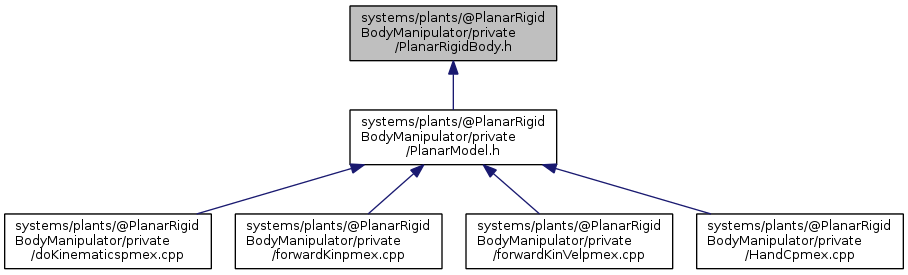 systems/plants/@PlanarRigid
BodyManipulator/private
/PlanarRigidBody.h
systems/plants/@PlanarRigid
BodyManipulator/private
/PlanarModel.h
systems/plants/@PlanarRigid
BodyManipulator/private
/doKinematicspmex.cpp
systems/plants/@PlanarRigid
BodyManipulator/private
/forwardKinpmex.cpp
systems/plants/@PlanarRigid
BodyManipulator/private
/forwardKinVelpmex.cpp
systems/plants/@PlanarRigid
BodyManipulator/private
/HandCpmex.cpp